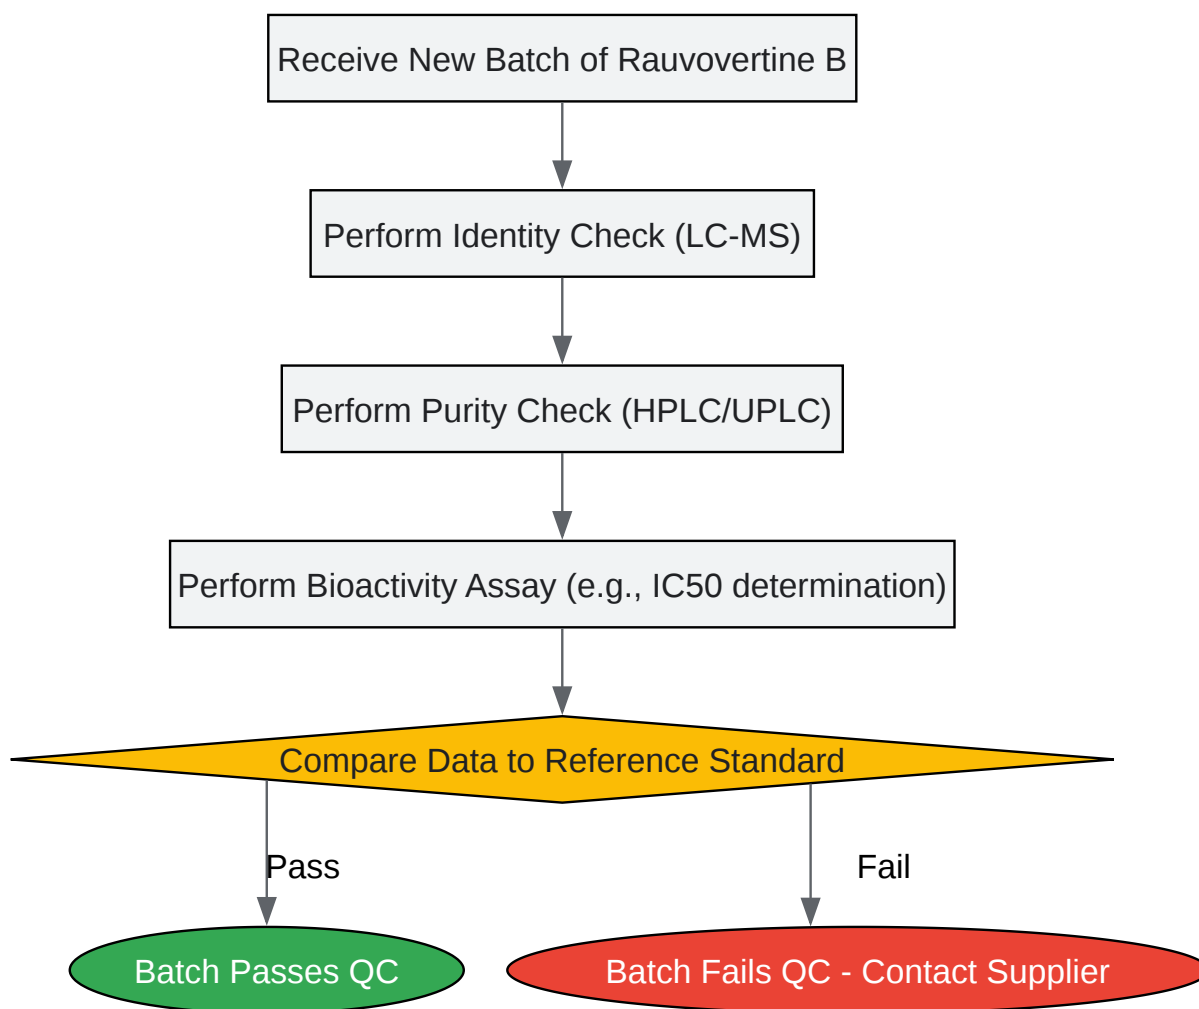 Receive New Batch of Rauvovertine B
Perform Identity Check (LC-MS)
Perform Purity Check (HPLC/UPLC)
Perform Bioactivity Assay (e.g., IC50 determination)
Compare Data to Reference Standard
Pass
Fail
Batch Passes QC
Batch Fails QC - Contact Supplier